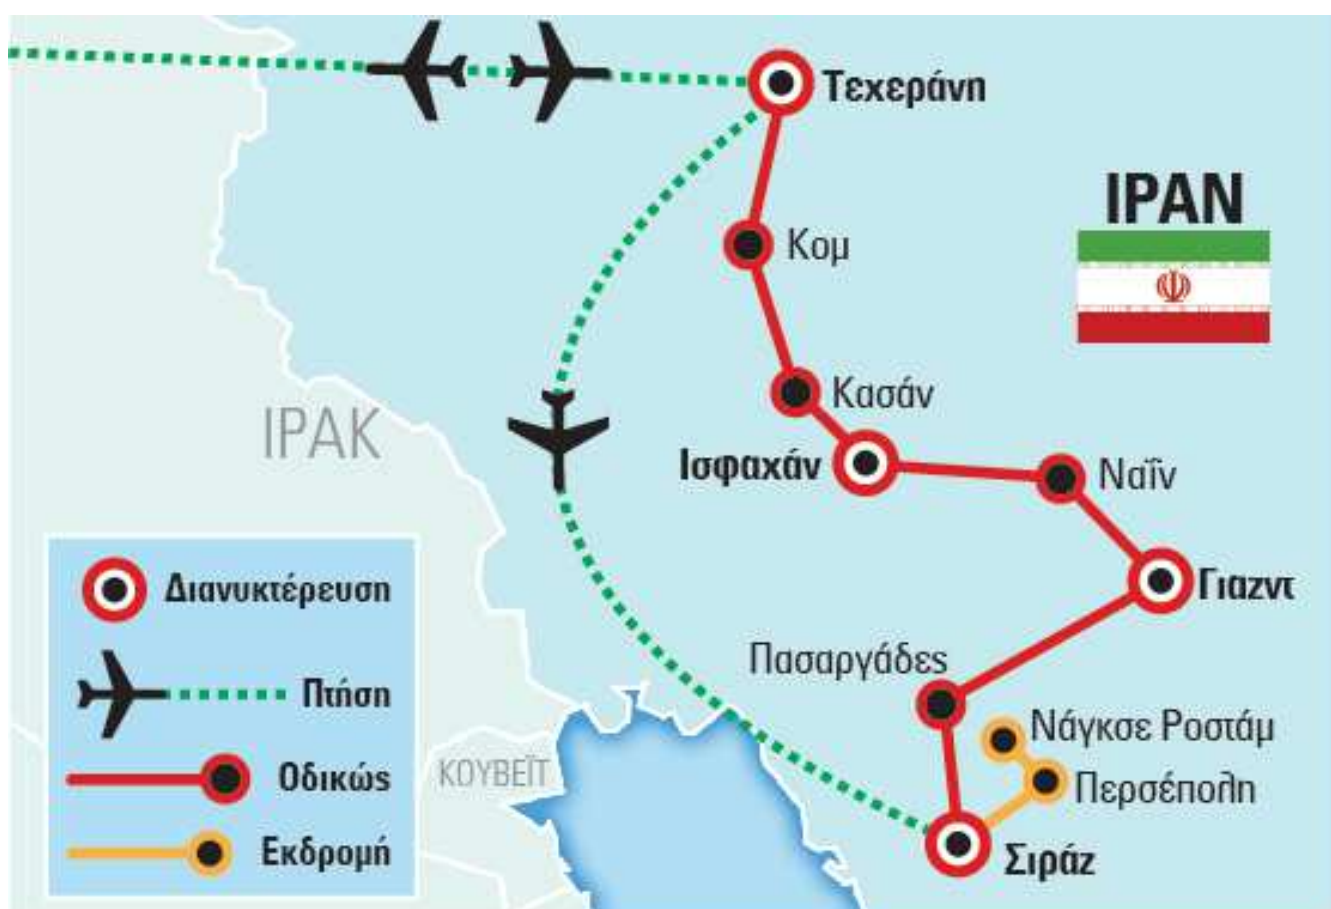 Τεχεράνη
ΙΡΑΝ
Κομ
Κασάν
ΙΡΑΚ
Ισφαχάν
Ναΐν
Διανυκτέρευση
Γιαζντ
Πασαργάδες
Πτήση
Νάγκσε Ροστάμ
ΚΟΥΒΕΪΤ
Οδικώς
Περσέπολη
Εκδρομή
Σιράζ